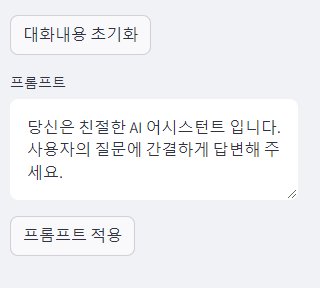 대화내용 초기화
프롬프트
당신은 친절한 AI 어시스턴트 입니다.
사용자의 질문에 간결하게 답변해 주
세요.
프롬프트 적용